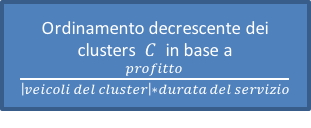 Ordinamento decrescente dei
clusters C in base a
profitto
|veicoli del cluster|*durata del servizio